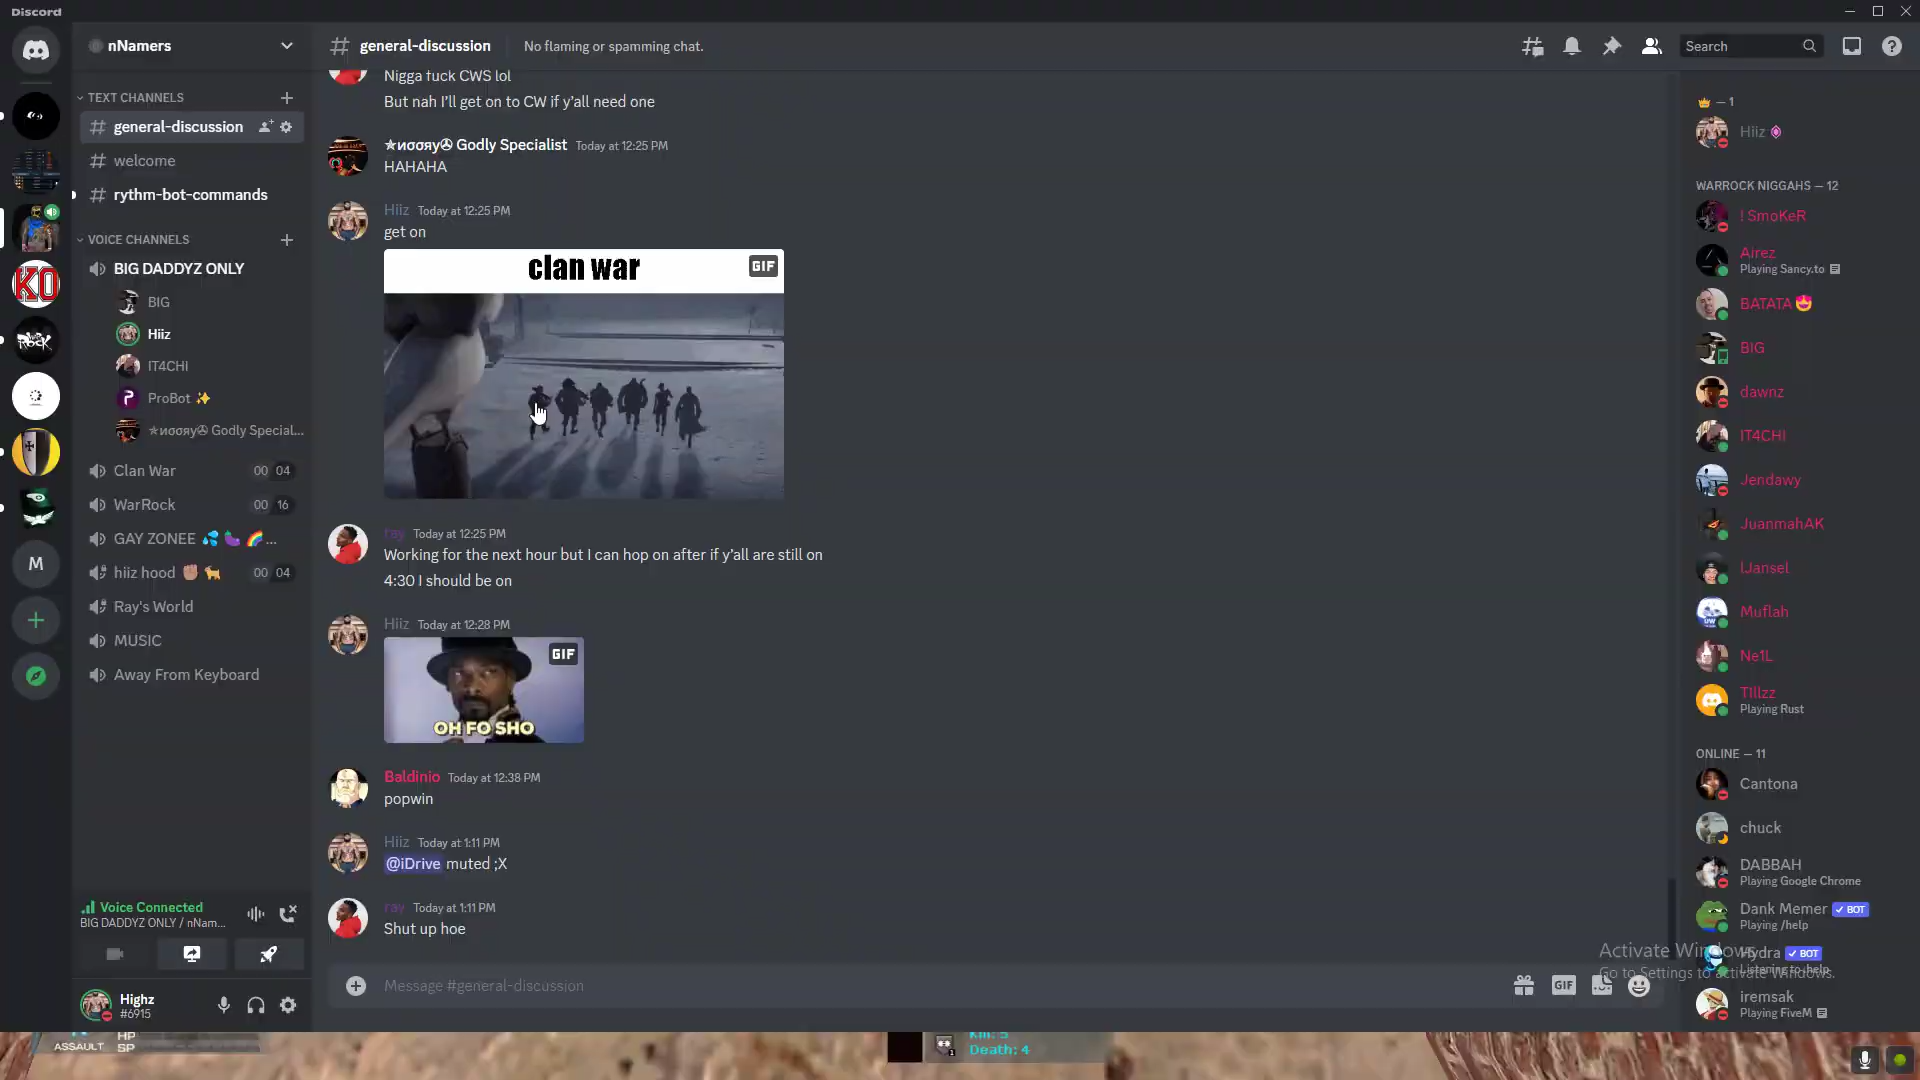 Discord
nNamers
general-discussion
No flaming or spamming chat.
Search
TEXT CHANNELS
general-discussion
welcome
rythm-bot-commands
VOICE CHANNELS
BIG DADDYZ ONLY
BIG
Hiiz
IT4CHI
ProBot ✨
✯иσσяу✇ Godly Special...
Clan War 00 04
WarRock 00 16
GAY ZONEE 💦 🍆 🌈 ...
hiiz hood ✊🏽 🐕 00 04
Ray's World
MUSIC
Away From Keyboard
Voice Connected
BIG DADDYZ ONLY / nNam...
Highz
#6915
Nigga fuck CWS lol
But nah I'll get on to CW if y'all need one
✯иσσяу✇ Godly Specialist Today at 12:25 PM
HAHAHA
Hiiz Today at 12:25 PM
get on
clan war
GIF
ray Today at 12:25 PM
Working for the next hour but I can hop on after if y'all are still on
4:30 I should be on
Hiiz Today at 12:28 PM
GIF
OH FO SHO
Baldinio Today at 12:38 PM
popwin
Hiiz Today at 1:11 PM
@iDrive muted ;X
ray Today at 1:11 PM
Shut up hoe
Message #general-discussion
GIF
👑 — 1
Hiiz
WARROCK NIGGAHS — 12
! SmoKeR
Airez
Playing Sancy.to
BATATA 😍
BIG
dawnz
IT4CHI
Jendawy
JuanmahAK
lJansel
Muflah
Ne1L
TIllzz
Playing Rust
ONLINE — 11
Cantona
chuck
DABBAH
Playing Google Chrome
Dank Memer ✓ BOT
Playing /help
Hydra ✓ BOT
Listening to .help
iremsak
Playing FiveM
Activate Windows
Go to Settings to activate Windows.
KO
ROCK
M
ASSAULT
HP
SP
Kill: 5
Death: 4